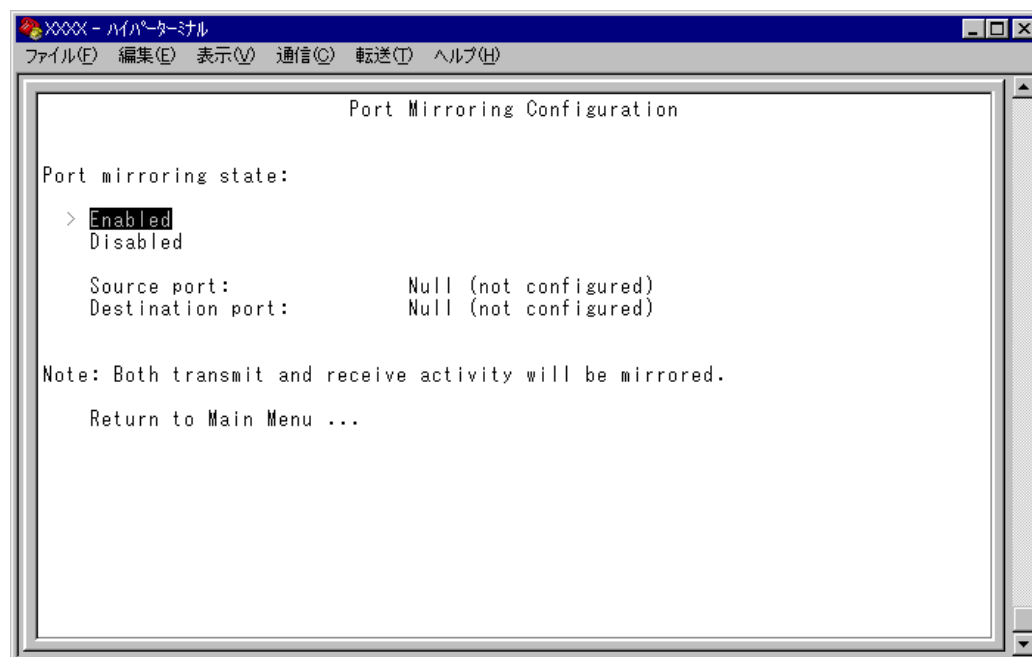 XXXX - ハイパーターミナル
ファイル(F) 編集(E) 表示(V) 通信(C) 転送(T) ヘルプ(H)
Port Mirroring Configuration
Port mirroring state:
> Enabled
Disabled
Source port: Null (not configured)
Destination port: Null (not configured)
Note: Both transmit and receive activity will be mirrored.
Return to Main Menu ...